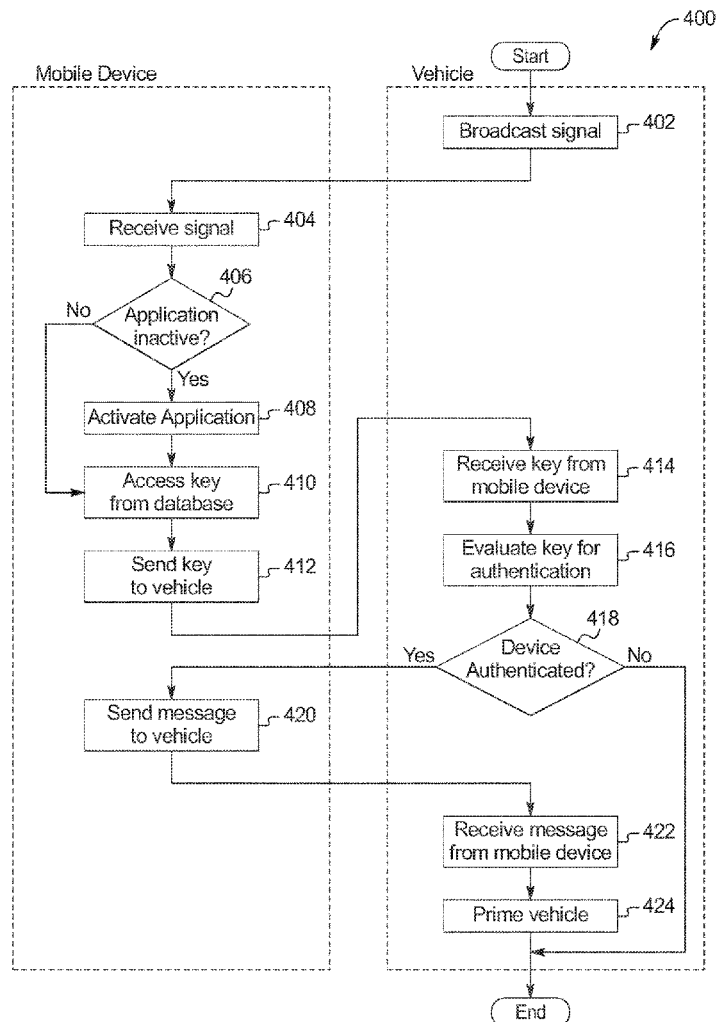 400
Start
Mobile Device
Vehicle
Broadcast signal
402
Receive signal
404
406
No
Application
inactive?
Yes
Activate Application
408
Access key
from database
410
Send key
to vehicle
412
Receive key from
mobile device
414
Evaluate key for
authentication
416
418
Yes
Device
Authenticated?
No
Send message
to vehicle
420
Receive message
from mobile device
422
Prime vehicle
424
End